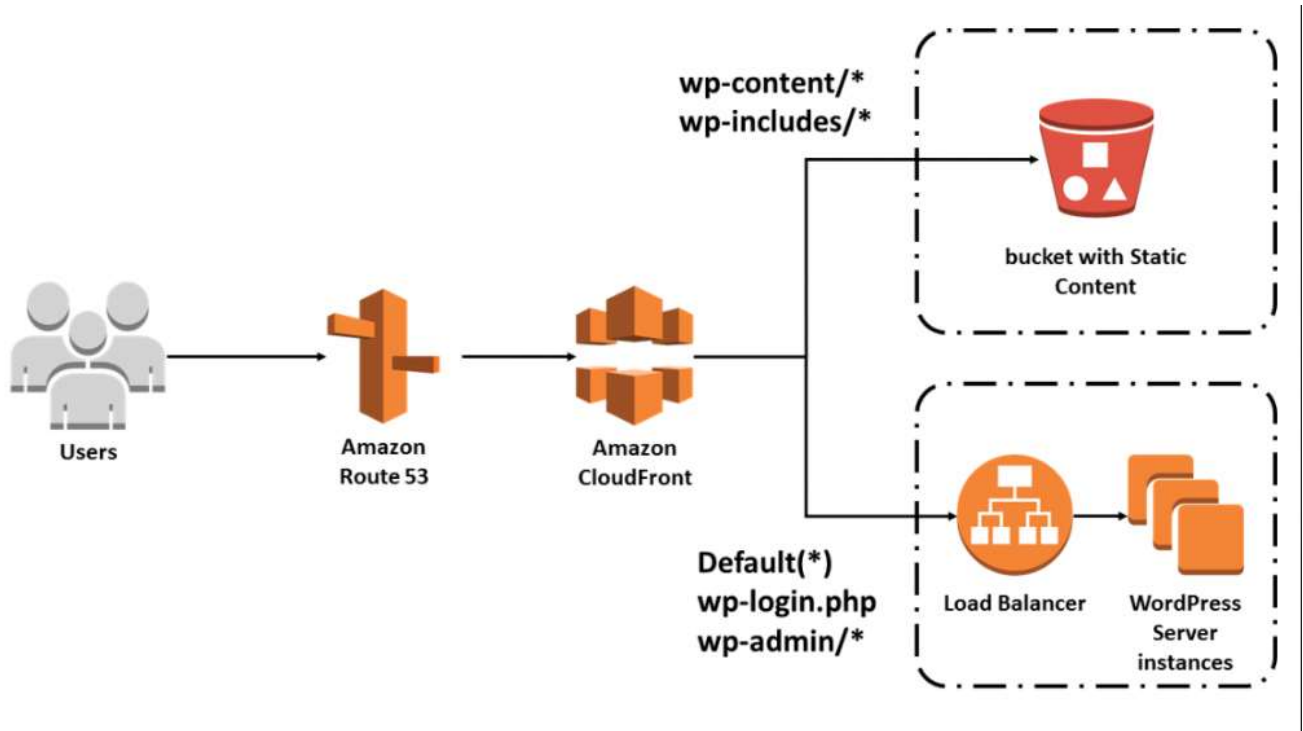 wp-content/*
wp-includes/*
bucket with Static
Content
Users
Amazon
Route 53
Amazon
CloudFront
Default(*)
wp-login.php
wp-admin/*
Load Balancer
WordPress
Server
instances